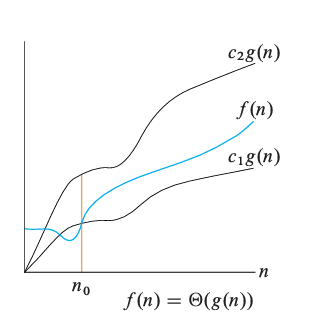 c₂g(n)
f(n)
c₁g(n)
n
n₀
f(n) = Θ(g(n))